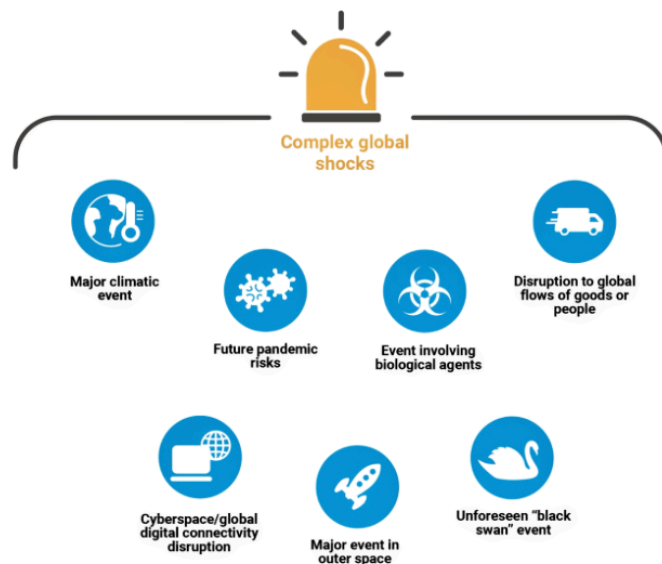 Complex global
shocks
Major climatic
event
Future pandemic
risks
Event involving
biological agents
Disruption to global
flows of goods or
people
Cyberspace/global
digital connectivity
disruption
Major event in
outer space
Unforeseen “black
swan” event